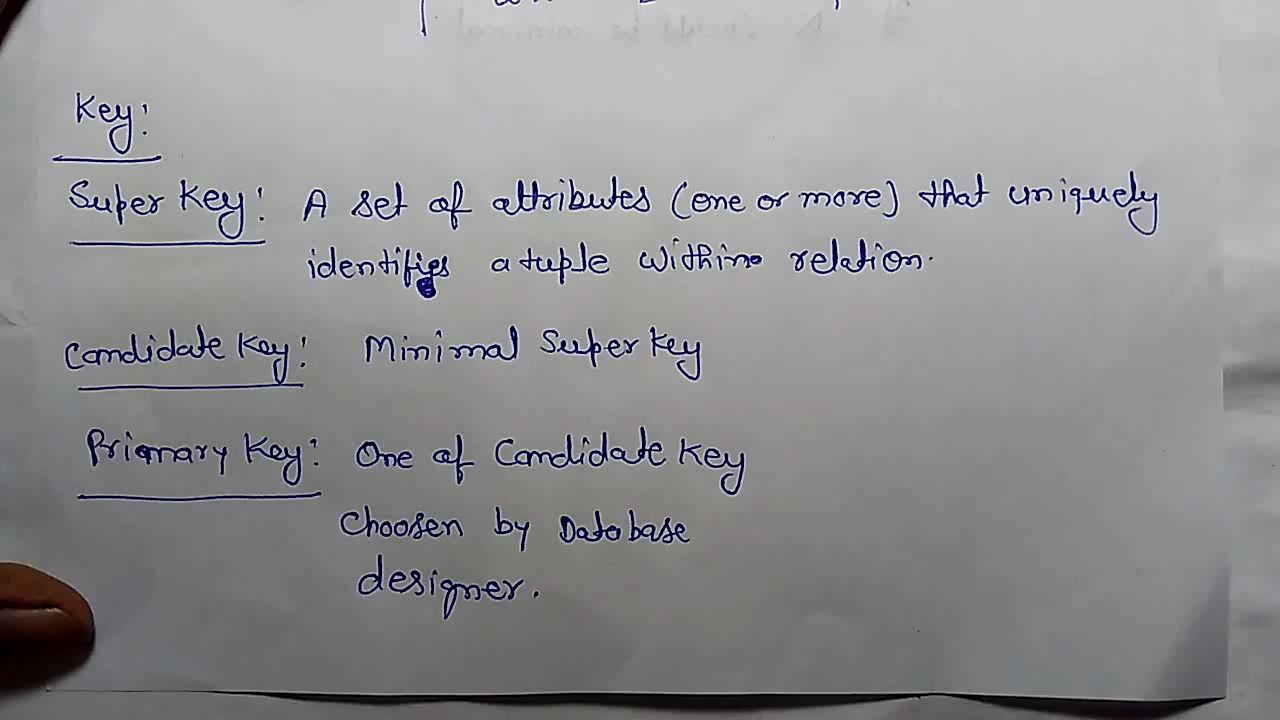 Key:
Super Key: A set of attributes (one or more) that uniquely
identifies a tuple within relation.
Candidate Key: Minimal Super Key
Primary Key: One of Candidate Key
Choosen by Database
designer.